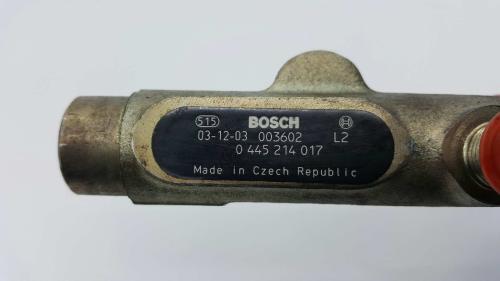 515 BOSCH
03-12-03 003602 L2
0 445 214 017
Made in Czech Republic